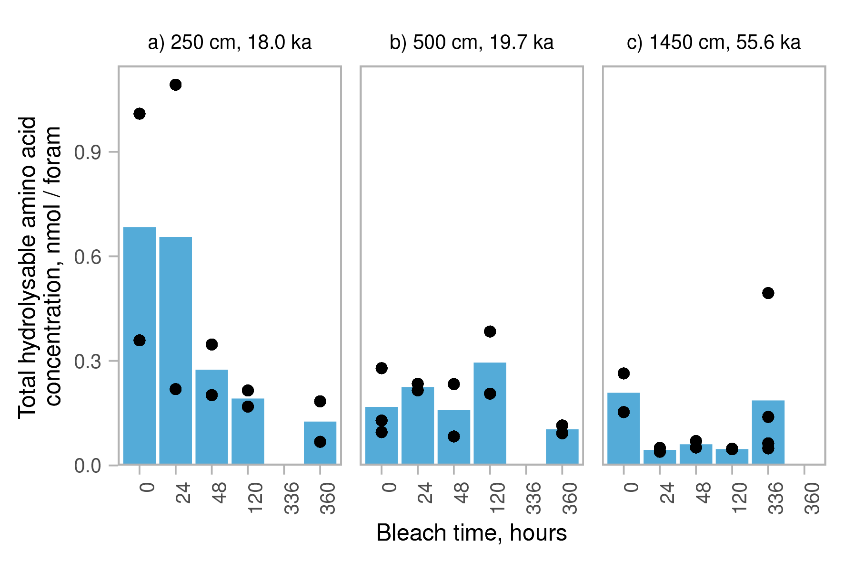 a) 250 cm, 18.0 ka
b) 500 cm, 19.7 ka
c) 1450 cm, 55.6 ka
Total hydrolysable amino acid
concentration, nmol / foram
0.9
0.6
0.3
0.0
0 24 48 120 336 360
0 24 48 120 336 360
0 24 48 120 336 360
Bleach time, hours